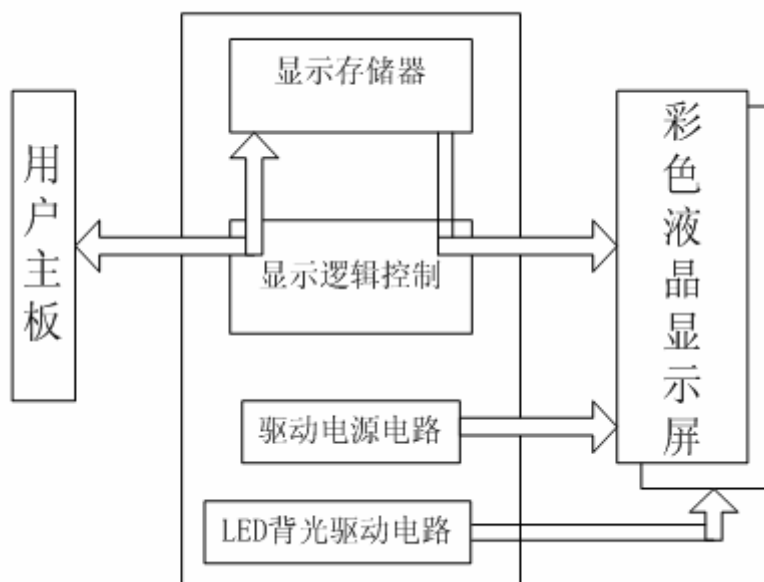 显示存储器
用户主板
显示逻辑控制
彩色液晶显示屏
驱动电源电路
LED背光驱动电路